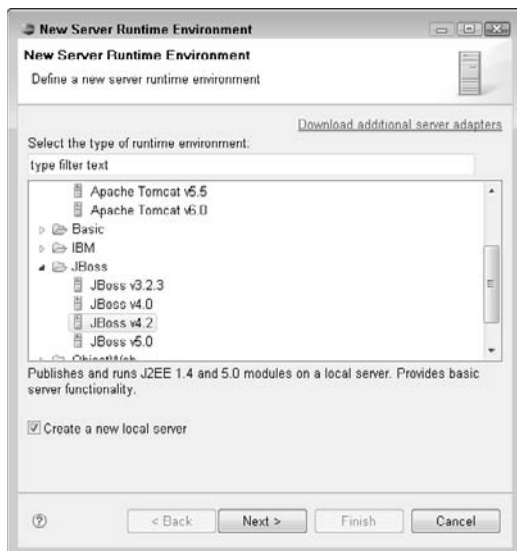 New Server Runtime Environment
New Server Runtime Environment
Define a new server runtime environment
Download additional server adapters
Select the type of runtime environment:
type filter text
Apache Tomcat v5.5
Apache Tomcat v6.0
Basic
IBM
JBoss
JBoss v3.2.3
JBoss v4.0
JBoss v4.2
JBoss v5.0
ObjectWeb
Publishes and runs J2EE 1.4 and 5.0 modules on a local server. Provides basic
server functionality.
Create a new local server
? < Back Next > Finish Cancel